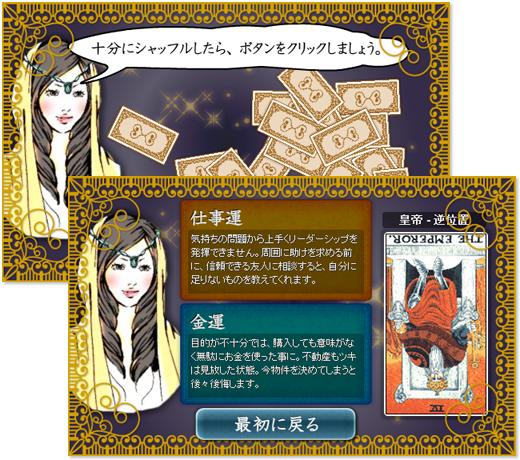 十分にシャッフルしたら、ボタンをクリックしましょう。
仕事運
気持ちの問題から上手くリーダーシップを
発揮できません。周囲に助けを求める前
に、信頼できる友人に相談すると、自分に
足りないものを教えてくれます。
皇帝 - 逆位置
THE EMPEROR.
IV
金運
目的が不十分では、購入しても意味がな
く無駄にお金を使った事に。不動産もツキ
は見放した状態。今物件を決めてしまうと
後々後悔します。
最初に戻る